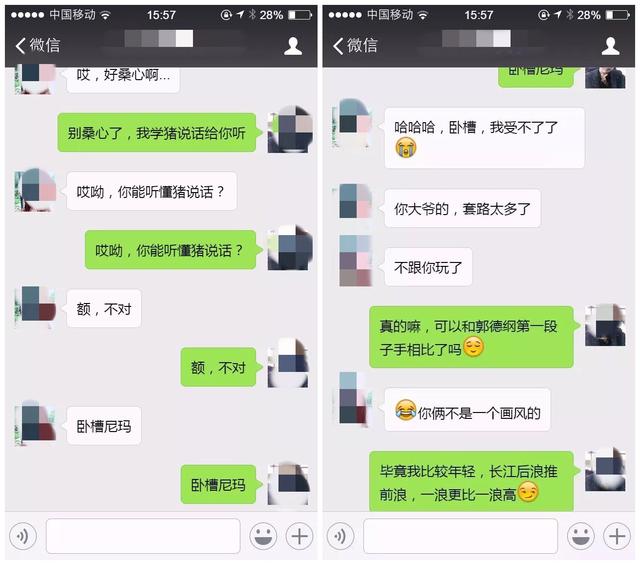 中国移动
15:57
28%
微信
哎，好桑心啊...
别桑心了，我学猪说话给你听
哎呦，你能听懂猪说话？
哎呦，你能听懂猪说话？
额，不对
额，不对
卧槽尼玛
卧槽尼玛
中国移动
15:57
28%
微信
卧槽尼玛
哈哈哈，卧槽，我受不了了
😭
你大爷的，套路太多了
不跟你玩了
真的嘛，可以和郭德纲第一段
子手相比了吗😌
😂你俩不是一个画风的
毕竟我比较年轻，长江后浪推
前浪，一浪更比一浪高😏